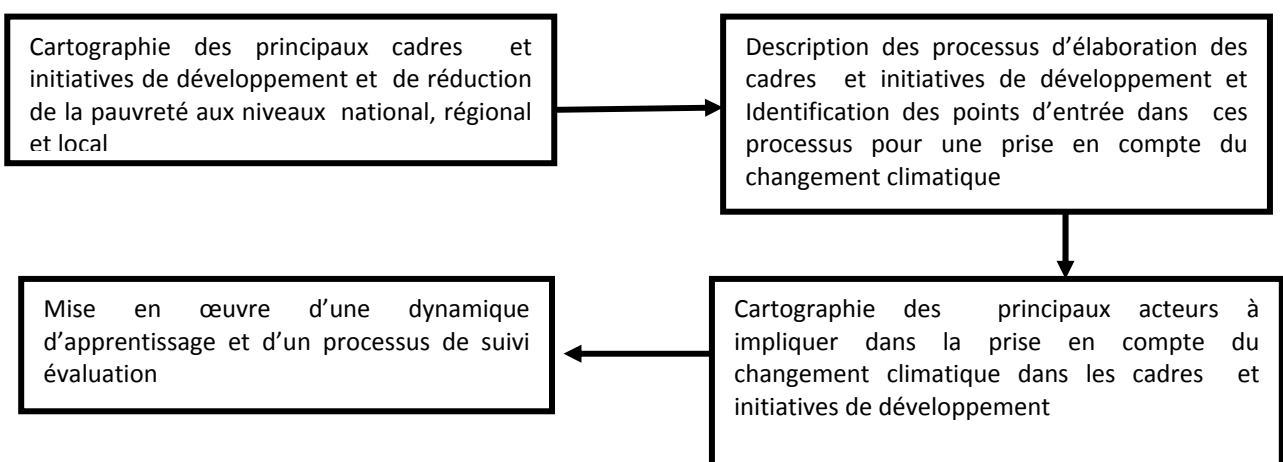 Cartographie des principaux cadres et
initiatives de développement et de réduction
de la pauvreté aux niveaux national, régional
et local
Description des processus d’élaboration des
cadres et initiatives de développement et
Identification des points d’entrée dans ces
processus pour une prise en compte du
changement climatique
Cartographie des principaux acteurs à
impliquer dans la prise en compte du
changement climatique dans les cadres et
initiatives de développement
Mise en œuvre d’une dynamique
d’apprentissage et d’un processus de suivi
évaluation